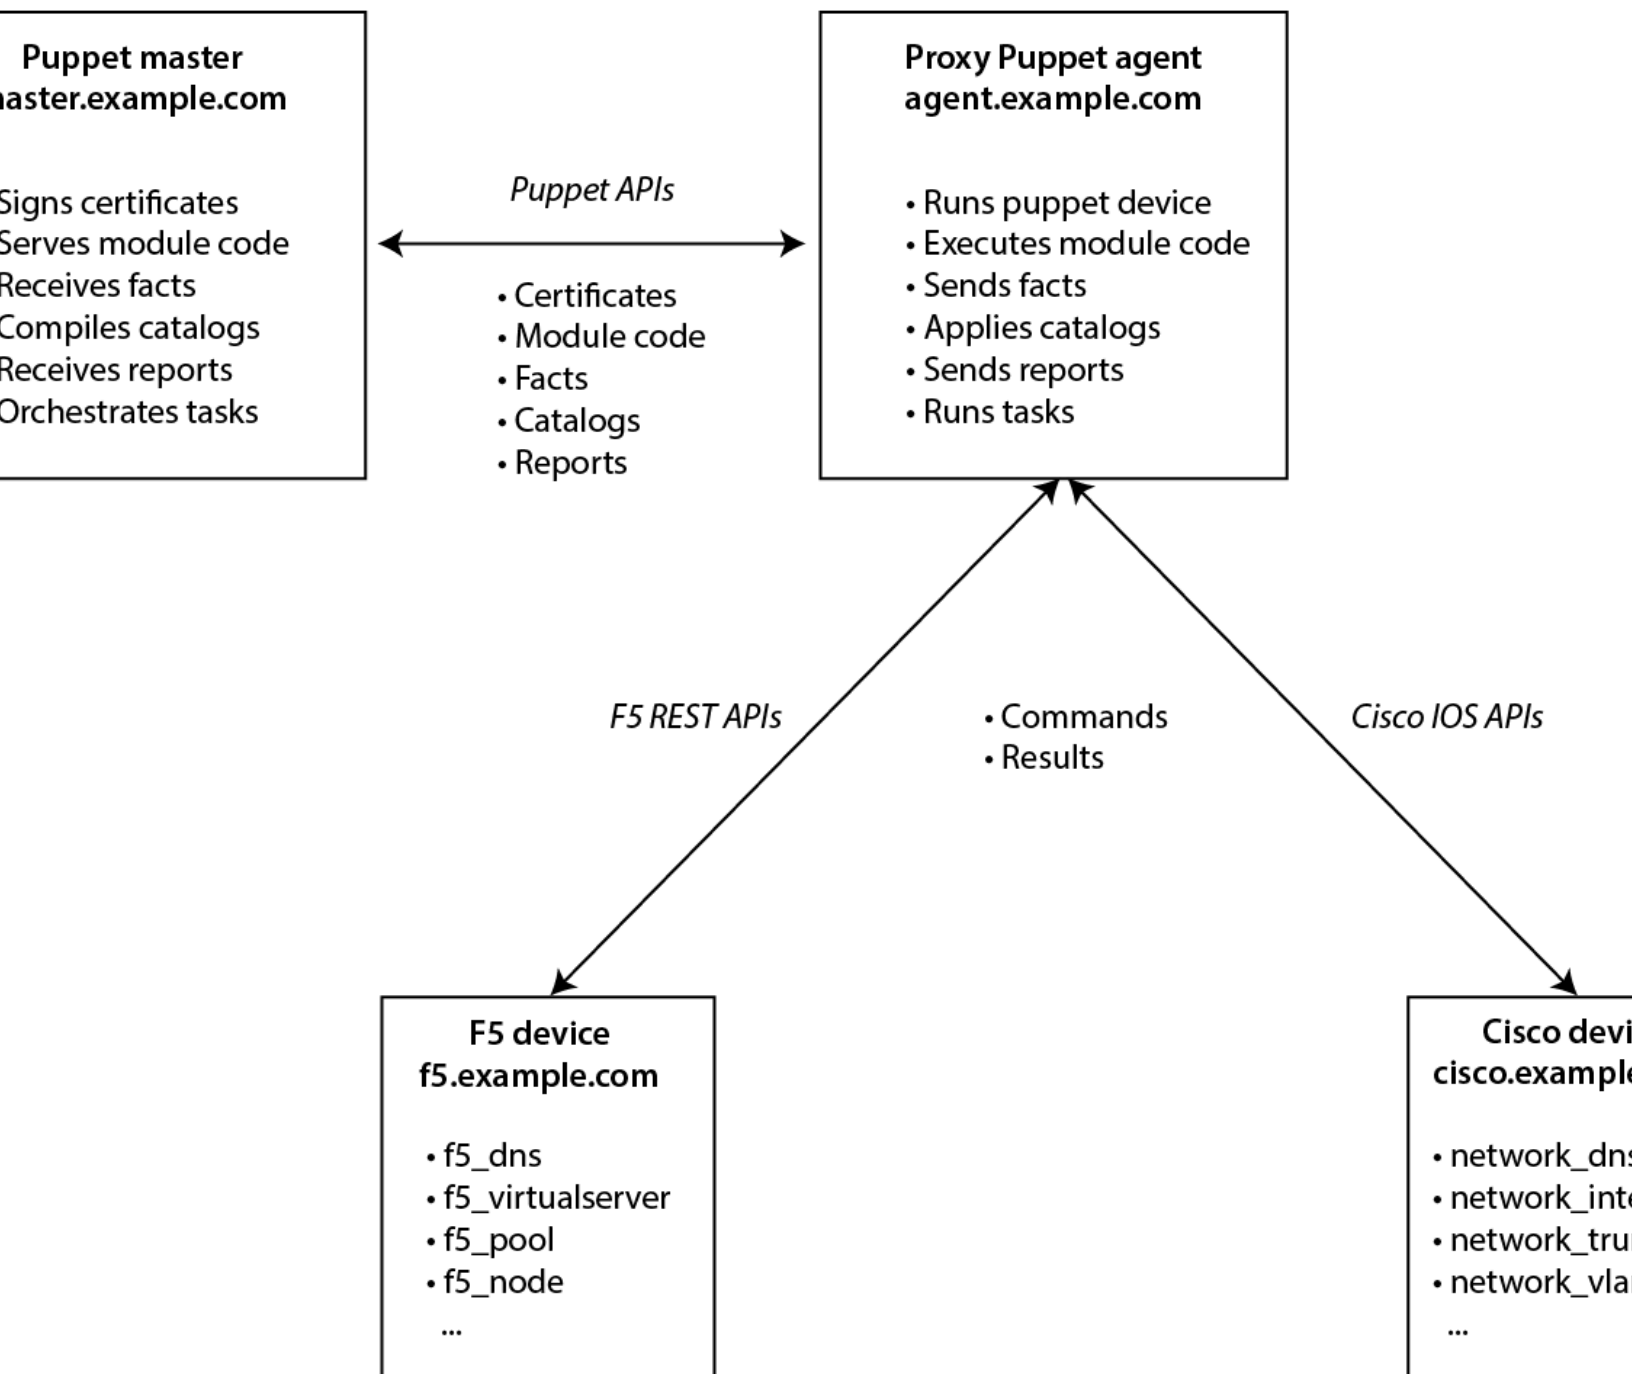 Puppet master
master.example.com
Signs certificates
Serves module code
Receives facts
Compiles catalogs
Receives reports
Orchestrates tasks
Puppet APIs
• Certificates
• Module code
• Facts
• Catalogs
• Reports
Proxy Puppet agent
agent.example.com
• Runs puppet device
• Executes module code
• Sends facts
• Applies catalogs
• Sends reports
• Runs tasks
F5 REST APIs
• Commands
• Results
Cisco IOS APIs
F5 device
f5.example.com
• f5_dns
• f5_virtualserver
• f5_pool
• f5_node
...
Cisco devi
cisco.example
• network_dns
• network_inte
• network_tru
• network_vla
...